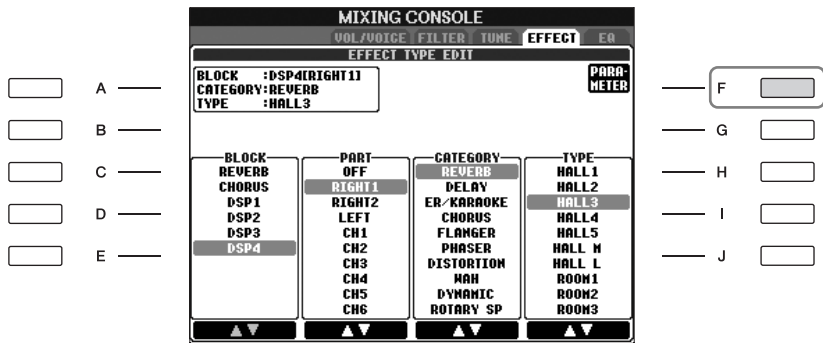 MIXING CONSOLE
VOL/VOICE FILTER TUNE EFFECT EQ
EFFECT TYPE EDIT
BLOCK :DSP4[RIGHT1]
CATEGORY:REVERB
TYPE :HALL3
PARA-
METER
A
B
C
D
E
F
G
H
I
J
BLOCK
REVERB
CHORUS
DSP1
DSP2
DSP3
DSP4
PART
OFF
RIGHT1
RIGHT2
LEFT
CH1
CH2
CH3
CH4
CH5
CH6
CATEGORY
REVERB
DELAY
ER/KARAOKE
CHORUS
FLANGER
PHASER
DISTORTION
WAH
DYNAMIC
ROTARY SP
TYPE
HALL1
HALL2
HALL3
HALL4
HALL5
HALL M
HALL L
ROOM1
ROOM2
ROOM3